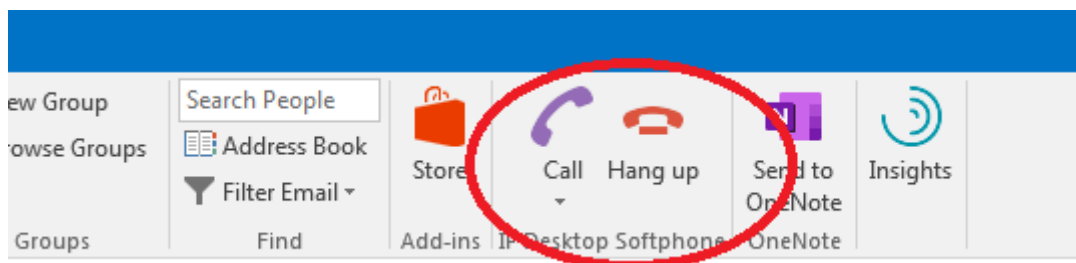 ew Group
rowse Groups
Groups
Search People
Address Book
Filter Email
Find
Store
Add-ins
Call
Hang up
IP Desktop Softphone
N
Send to
OneNote
OneNote
Insights